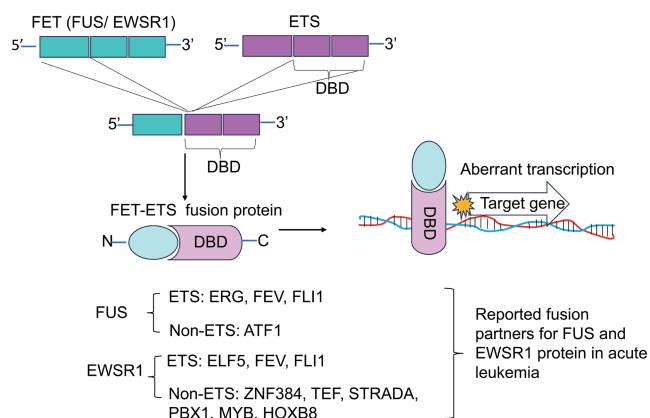 FET (FUS/ EWSR1)
ETS
5’
3’
5’
3’
DBD
5’
3’
DBD
FET-ETS fusion protein
N
DBD
C
Aberrant transcription
Target gene
DBD
FUS
ETS: ERG, FEV, FLI1
Non-ETS: ATF1
EWSR1
ETS: ELF5, FEV, FLI1
Non-ETS: ZNF384, TEF, STRADA,
PBX1, MYB, HOXB8
Reported fusion
partners for FUS and
EWSR1 protein in acute
leukemia